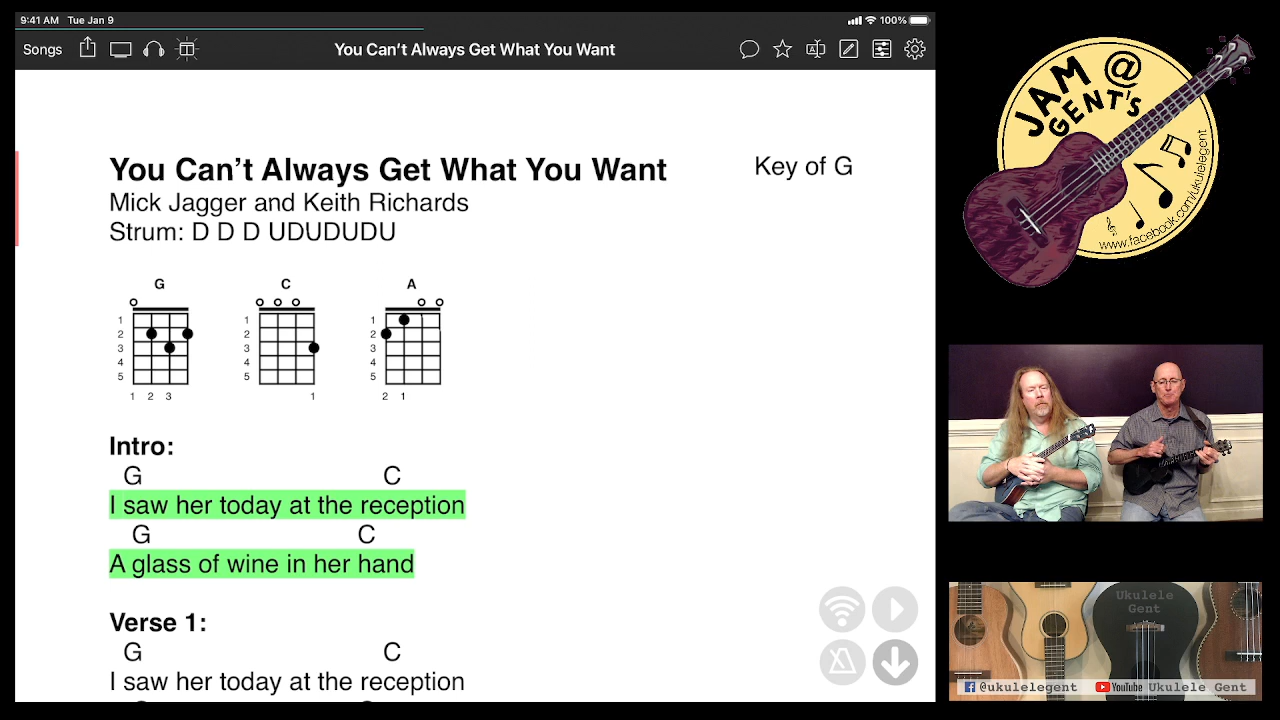 9:41 AM Tue Jan 9
100%
Songs
You Can't Always Get What You Want
You Can't Always Get What You Want
Key of G
Mick Jagger and Keith Richards
Strum: D D D UDUDUDU
G C A
1 1 1
2 2 2
3 3 3
4 4 4
5 5 5
1 2 3 1 2 1
Intro:
G C
I saw her today at the reception
G C
A glass of wine in her hand
Verse 1:
G C
I saw her today at the reception
JAM @
GENT'S
www.facebook.com/ukulelegent
Ukulele
Gent
@ukulelegent YouTube Ukulele Gent